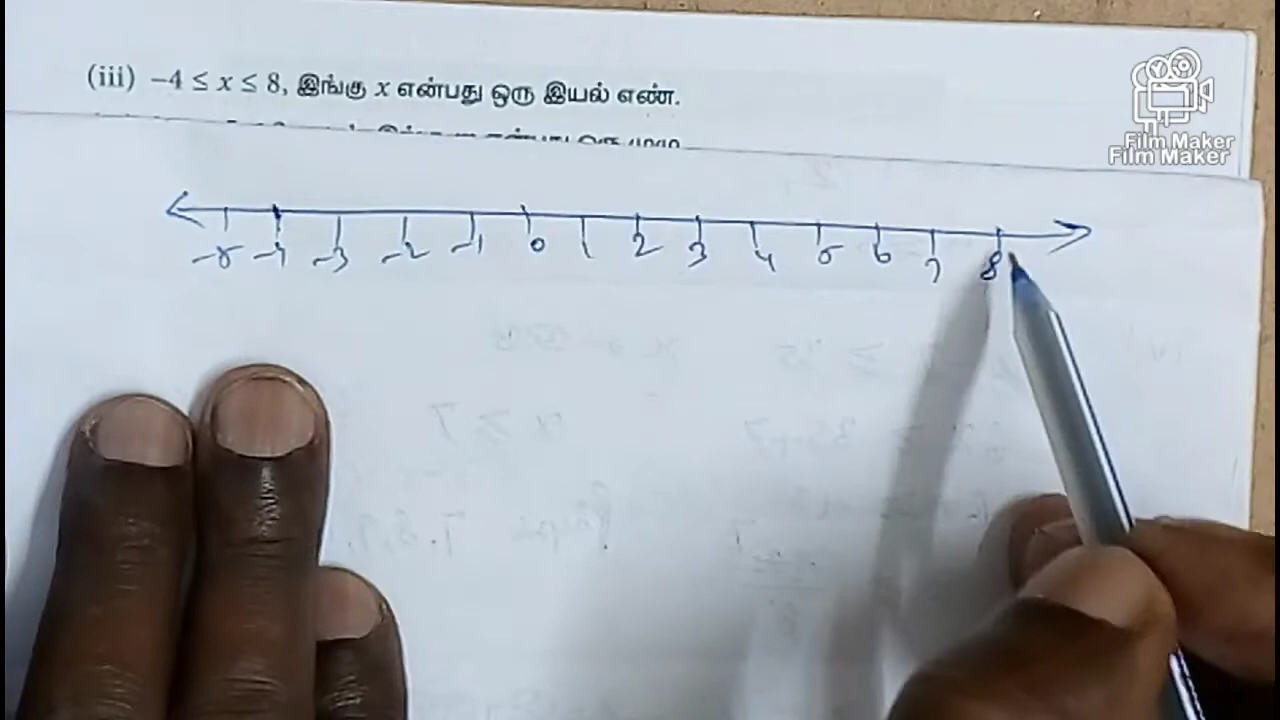 (iii) −4 ≤ x ≤ 8, இங்கு x என்பது ஒரு இயல் எண்.
Film Maker
Film Maker
-5 -4 -3 -2 -1 0 1 2 3 4 5 6 7 8